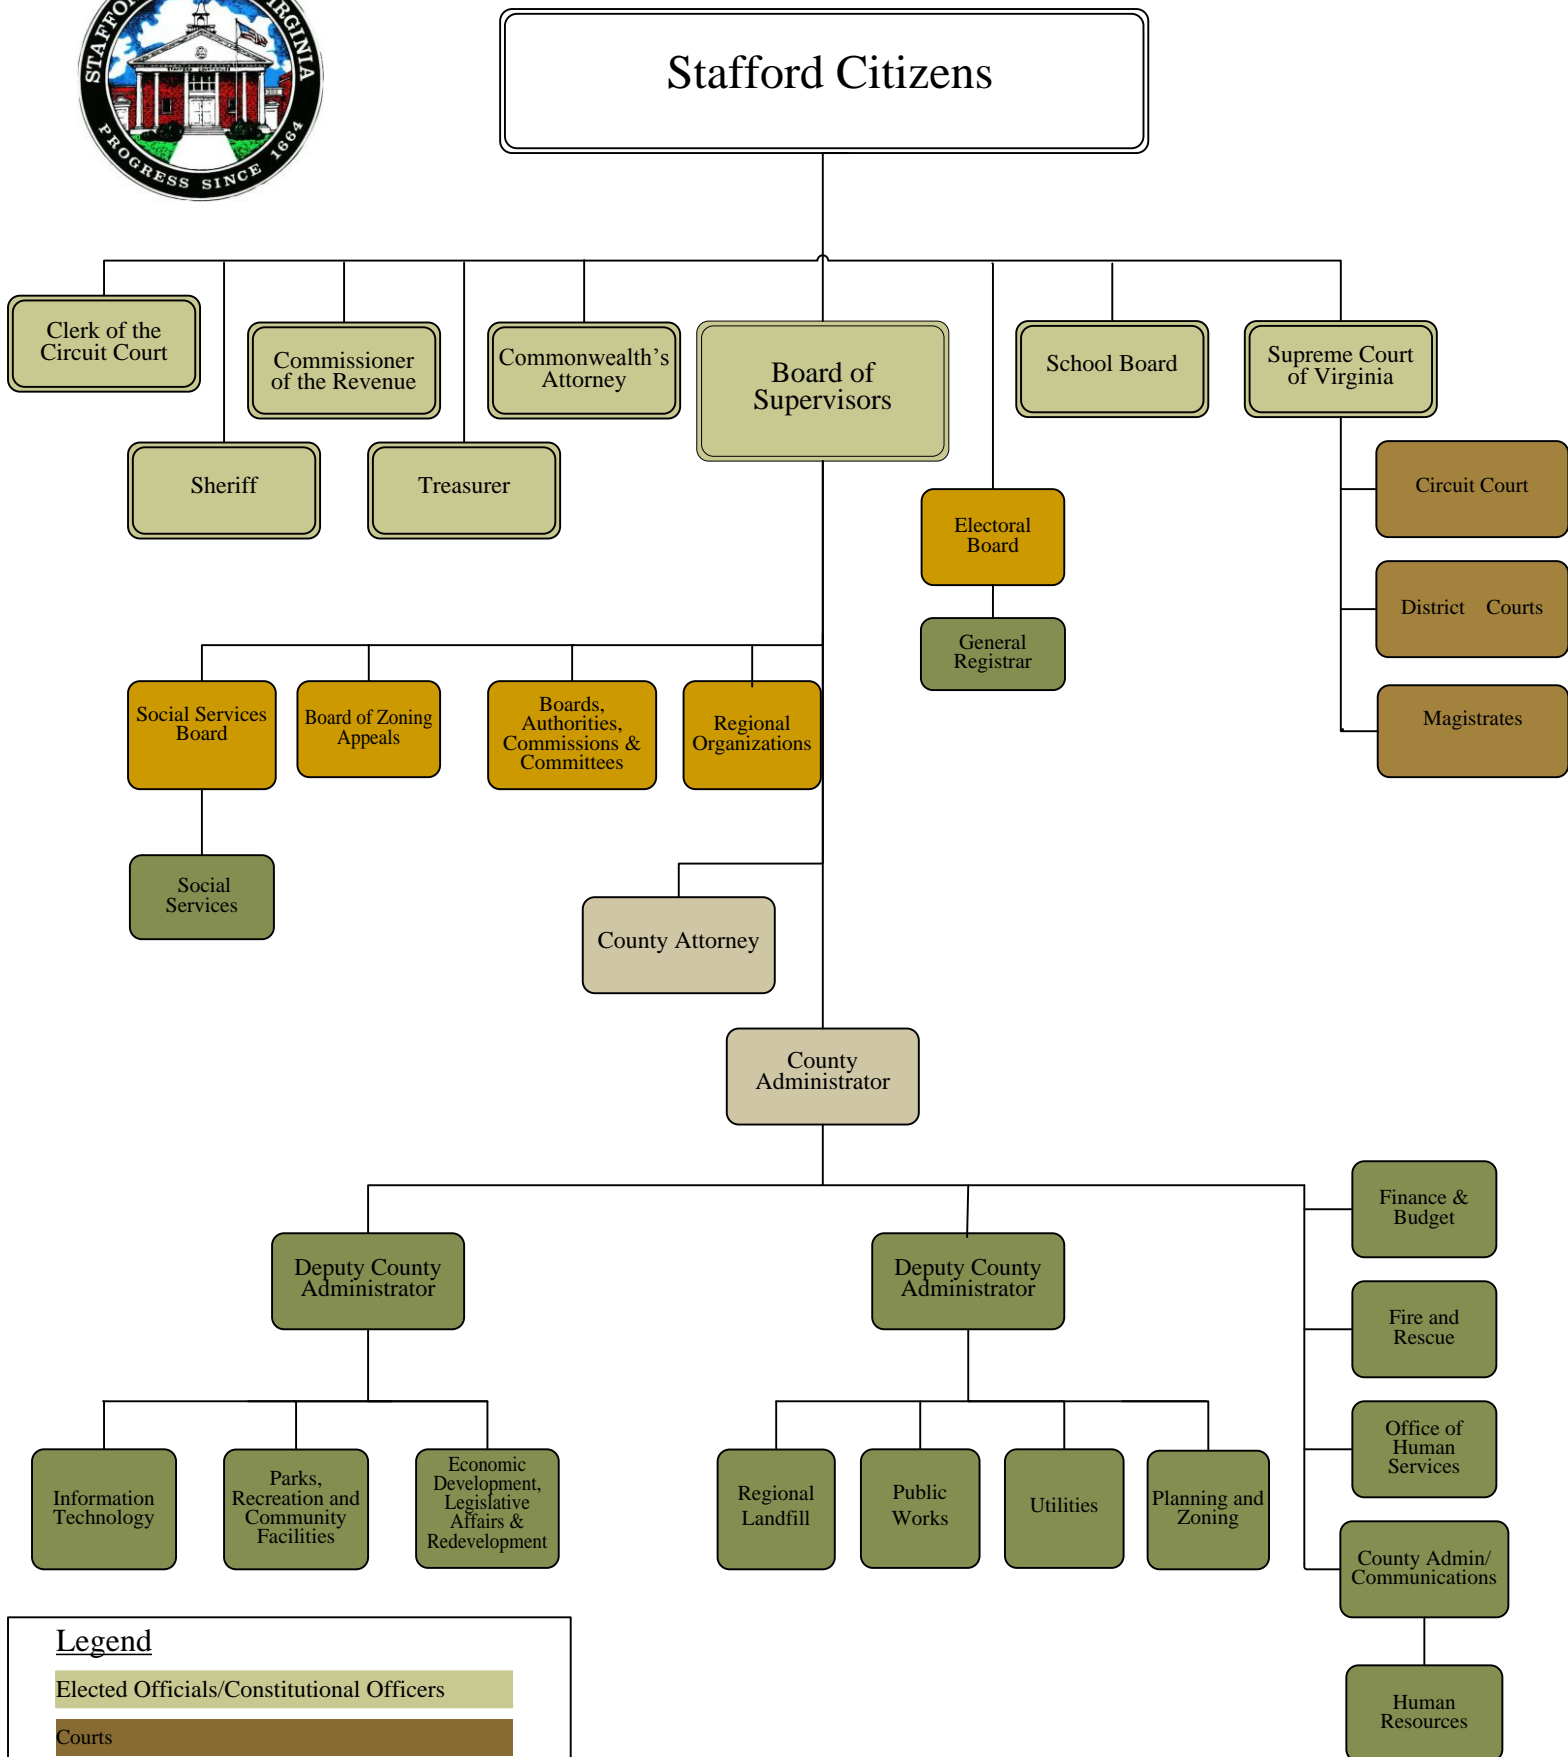 STAFFOR
RGINIA
PROGRESS SINCE 1664
Stafford Citizens
Clerk of the
Circuit Court
Commissioner
of the Revenue
Commonwealth's
Attorney
Board of
Supervisors
School Board
Supreme Court
of Virginia
Sheriff
Treasurer
Circuit Court
Electoral
Board
District Courts
General
Registrar
Magistrates
Social Services
Board
Board of Zoning
Appeals
Boards,
Authorities,
Commissions &
Committees
Regional
Organizations
Social
Services
County Attorney
County
Administrator
Deputy County
Administrator
Deputy County
Administrator
Finance &
Budget
Fire and
Rescue
Office of
Human
Services
County Admin/
Communications
Human
Resources
Information
Technology
Parks,
Recreation and
Community
Facilities
Economic
Development,
Legislative
Affairs &
Redevelopment
Regional
Landfill
Public
Works
Utilities
Planning and
Zoning
Legend
Elected Officials/Constitutional Officers
Courts